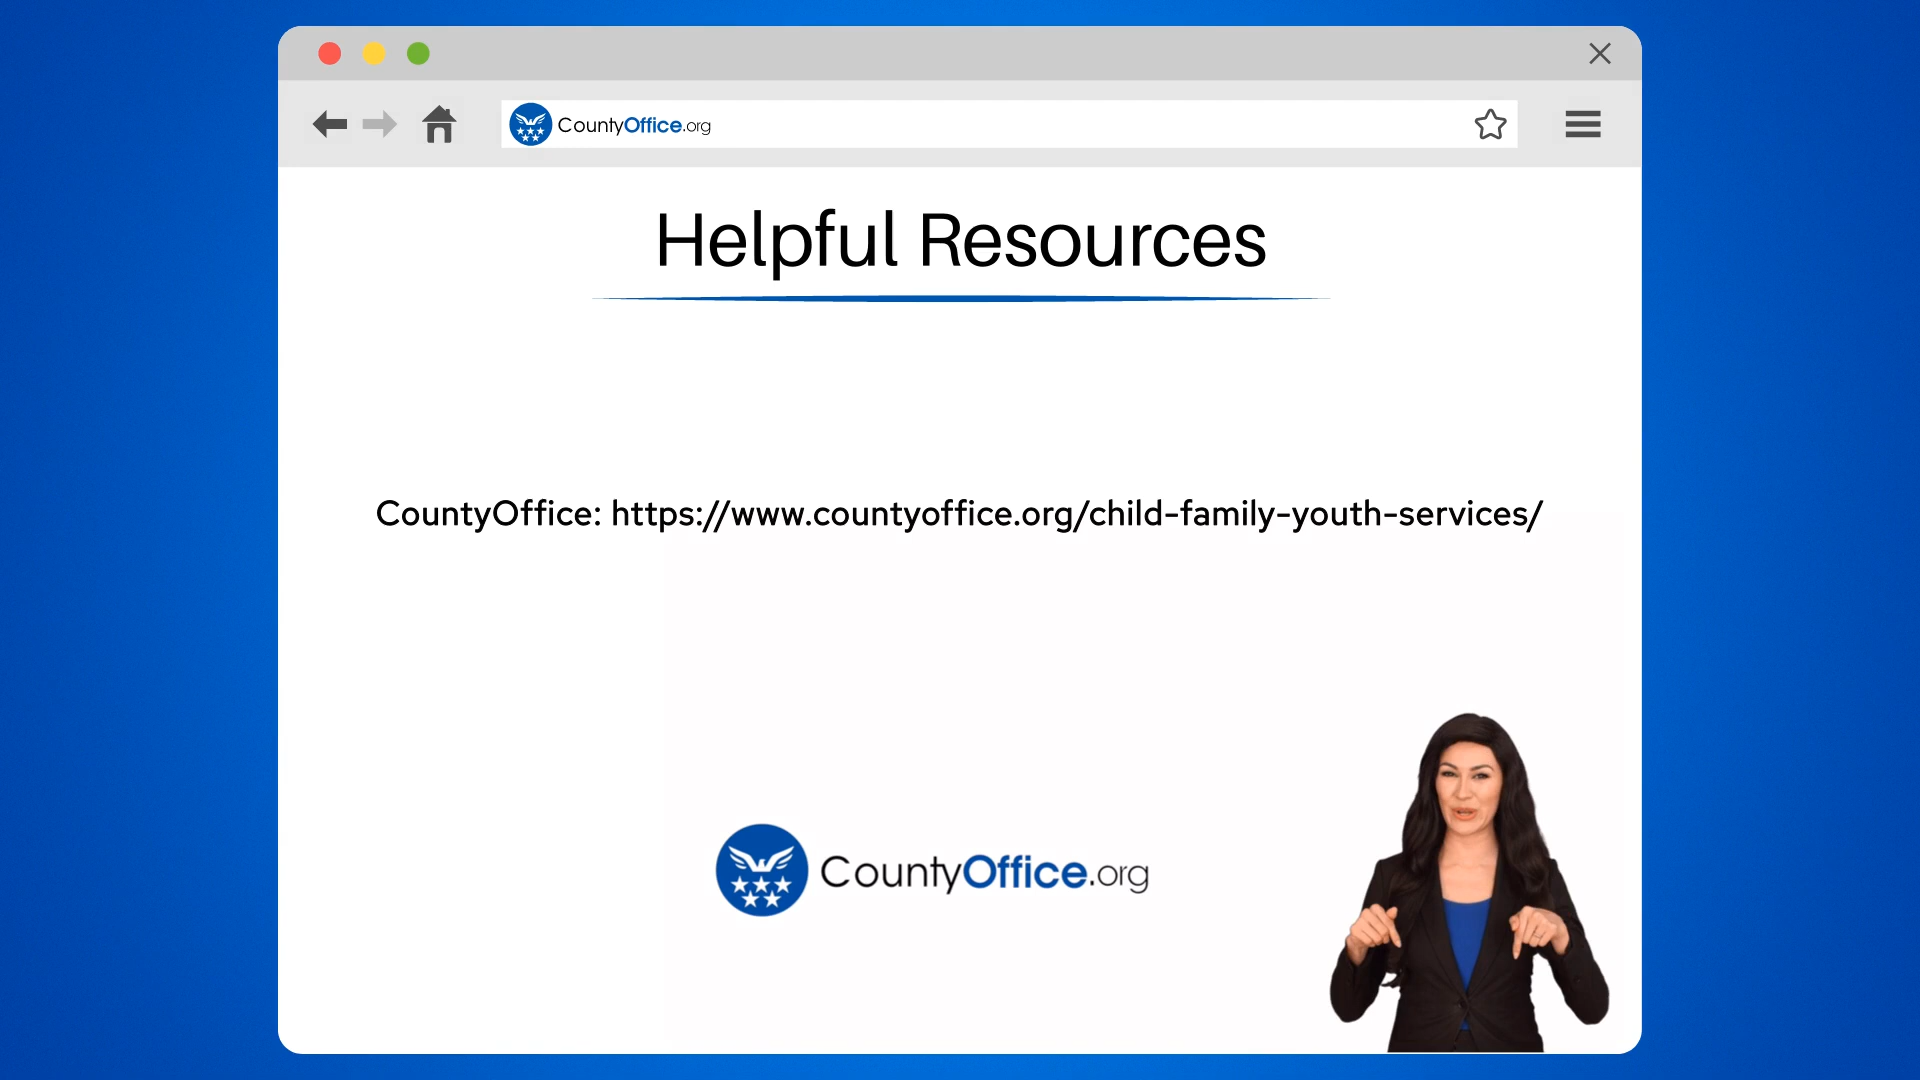 CountyOffice.org
Helpful Resources
CountyOffice: https://www.countyoffice.org/child-family-youth-services/
CountyOffice.org